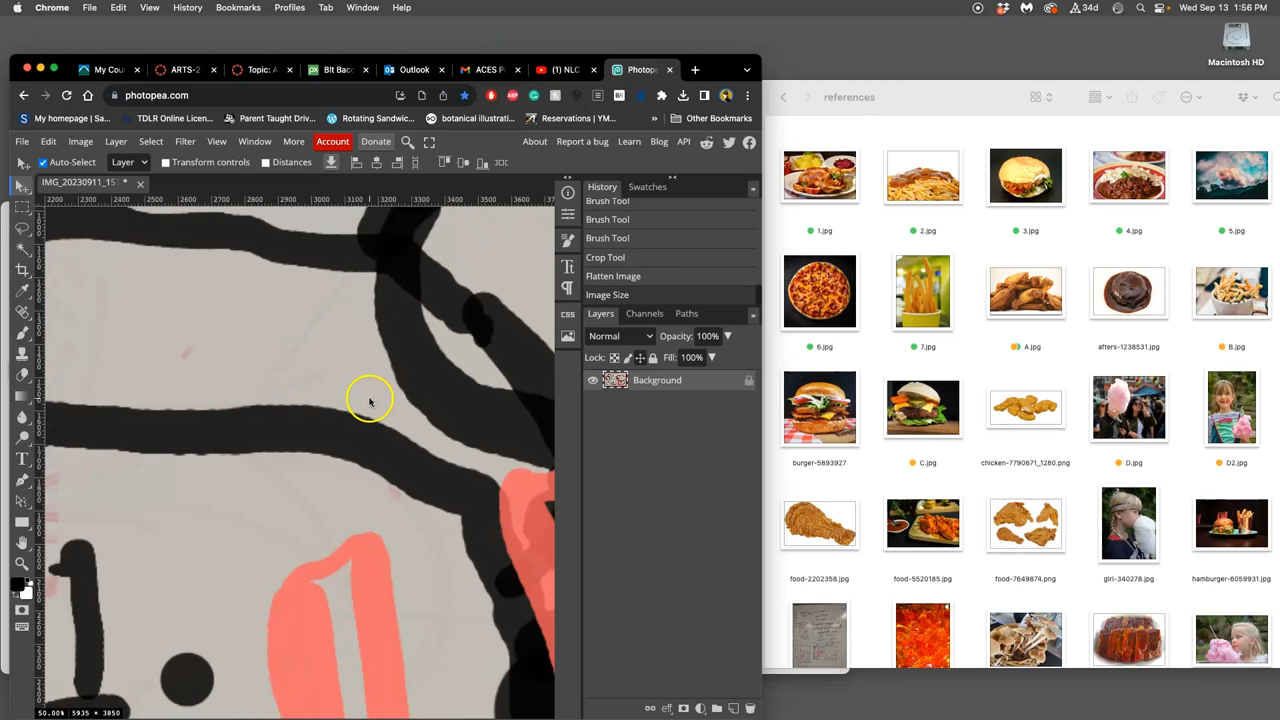 Chrome File Edit View History Bookmarks Profiles Tab Window Help
34d Wed Sep 13 1:56 PM
Macintosh HD
My Cou ARTS-2 Topic: A BIt Baco Outlook ACES P (1) NLC Photope
photopea.com
My homepage | Sa... TDLR Online Licen... Parent Taught Driv... Rotating Sandwic... botanical illustrati... Reservations | YM... » Other Bookmarks
File Edit Image Layer Select Filter View Window More Account Donate About Report a bug Learn Blog API
Auto-Select Layer Transform controls Distances
IMG_20230911_15 *
2200 2300 2400 2500 2600 2700 2800 2900 3000 3100 3200 3300 3400 3500 3600
History Swatches
Brush Tool
Brush Tool
Brush Tool
Crop Tool
Flatten Image
Image Size
Layers Channels Paths
Normal Opacity: 100%
Lock: Fill: 100%
Background
CSS
eff
50.00% 5935 × 3850
references
1.jpg 2.jpg 3.jpg 4.jpg 5.jpg
6.jpg 7.jpg A.jpg afters-1238531.jpg B.jpg
burger-5893927 C.jpg chicken-7790671_1280.png D.jpg D2.jpg
food-2202358.jpg food-5520185.jpg food-7649874.png girl-340278.jpg hamburger-6059931.jpg